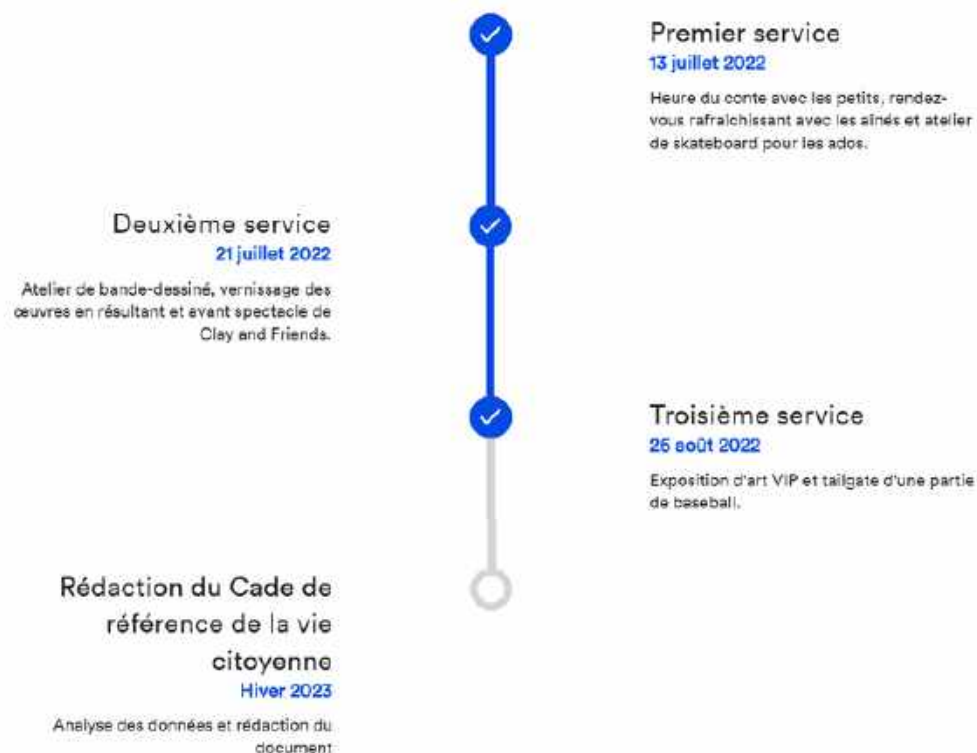 Premier service
13 juillet 2022
Heure du conte avec les petits, rendez-
vous rafraîchissant avec les aînés et atelier
de skateboard pour les ados.
Deuxième service
21 juillet 2022
Atelier de bande-dessiné, vernissage des
œuvres en résultant et avant spectacle de
Clay and Friends.
Troisième service
26 août 2022
Exposition d'art VIP et tailgate d'une partie
de baseball.
Rédaction du Cade de
référence de la vie
citoyenne
Hiver 2023
Analyse des données et rédaction du
document